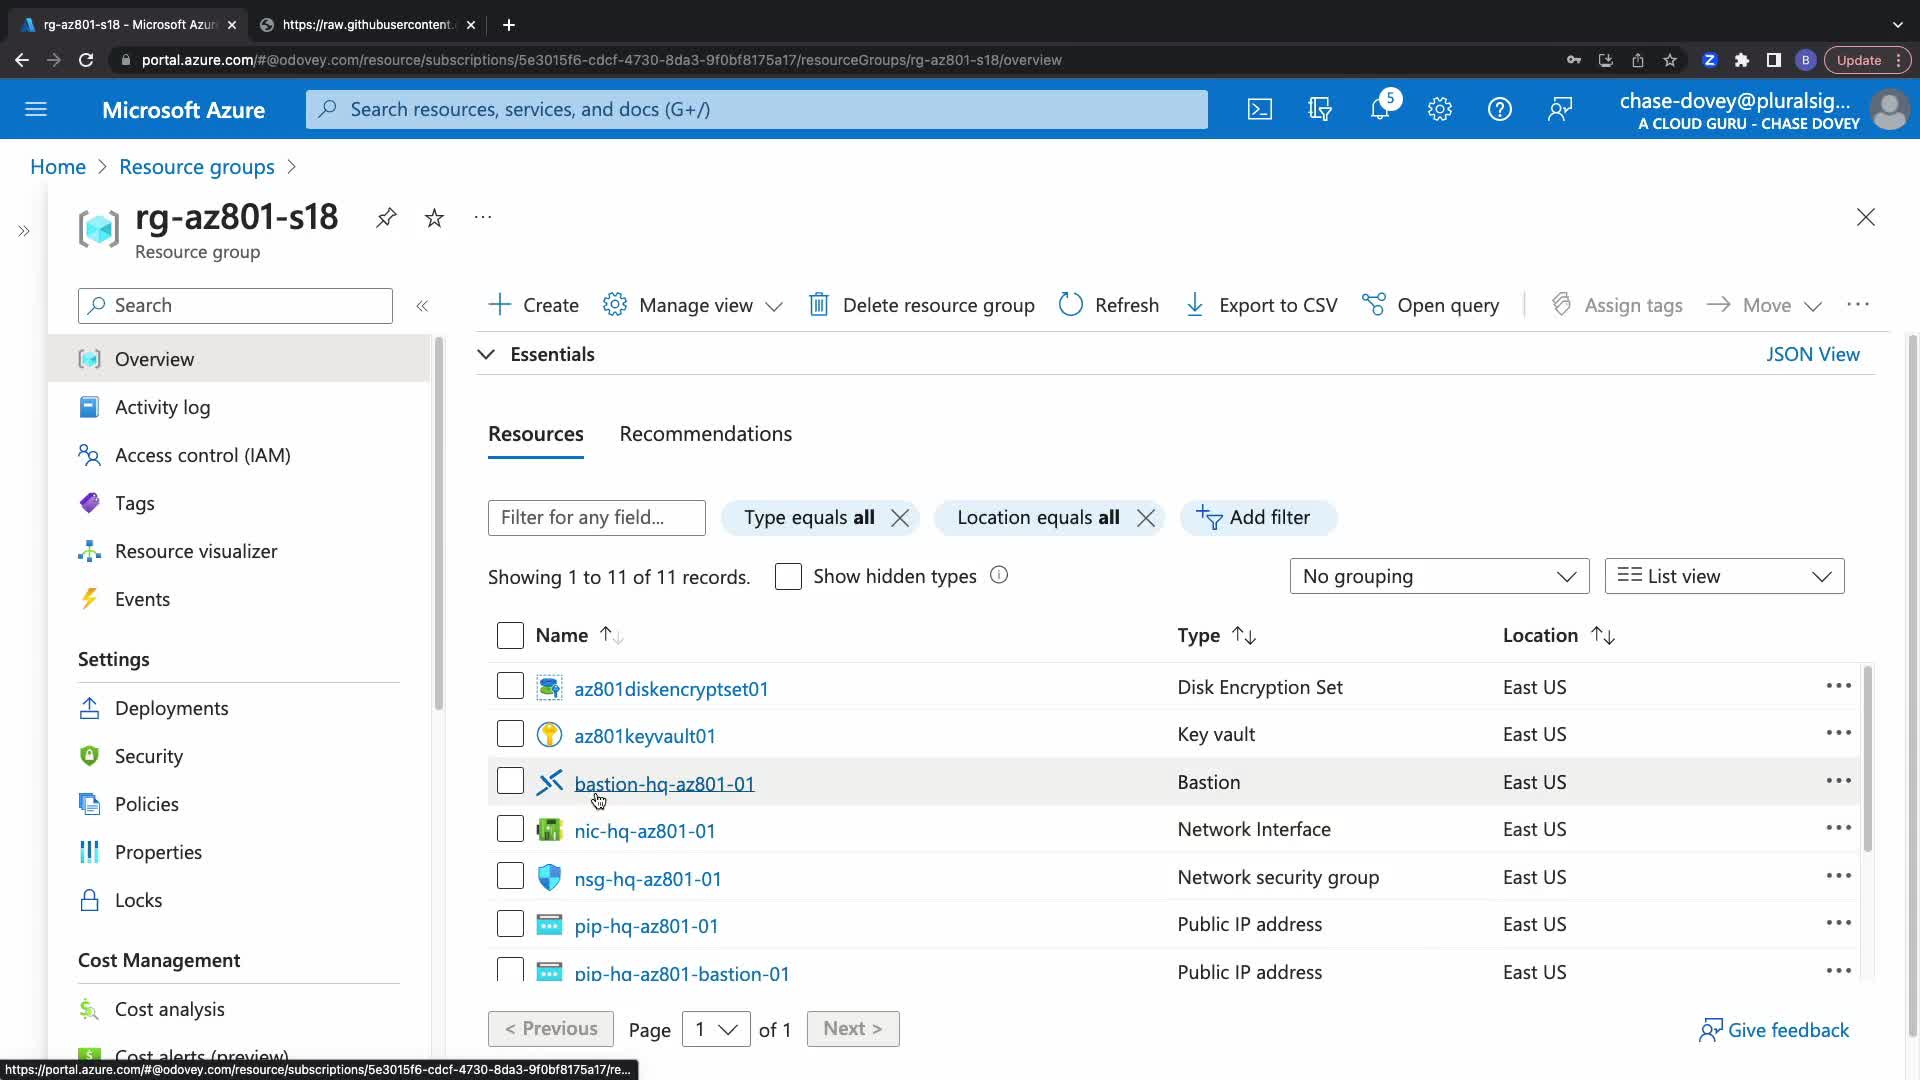 rg-az801-s18 - Microsoft Azur
https://raw.githubusercontent.
portal.azure.com/#@odovey.com/resource/subscriptions/5e3015f6-cdcf-4730-8da3-9f0bf8175a17/resourceGroups/rg-az801-s18/overview
Z
B
Update
Microsoft Azure
Search resources, services, and docs (G+/)
5
chase-dovey@pluralsig...
A CLOUD GURU - CHASE DOVEY
Home > Resource groups >
rg-az801-s18
Resource group
Search
Overview
Activity log
Access control (IAM)
Tags
Resource visualizer
Events
Settings
Deployments
Security
Policies
Properties
Locks
Cost Management
Cost analysis
Cost alerts (preview)
Create
Manage view
Delete resource group
Refresh
Export to CSV
Open query
Assign tags
Move
Essentials
JSON View
Resources
Recommendations
Filter for any field...
Type equals all
Location equals all
Add filter
Showing 1 to 11 of 11 records.
Show hidden types
No grouping
List view
Name Type Location
az801diskencryptset01 Disk Encryption Set East US
az801keyvault01 Key vault East US
bastion-hq-az801-01 Bastion East US
nic-hq-az801-01 Network Interface East US
nsg-hq-az801-01 Network security group East US
pip-hq-az801-01 Public IP address East US
pip-hq-az801-bastion-01 Public IP address East US
< Previous Page 1 of 1 Next >
Give feedback
https://portal.azure.com/#@odovey.com/resource/subscriptions/5e3015f6-cdcf-4730-8da3-9f0bf8175a17/re...